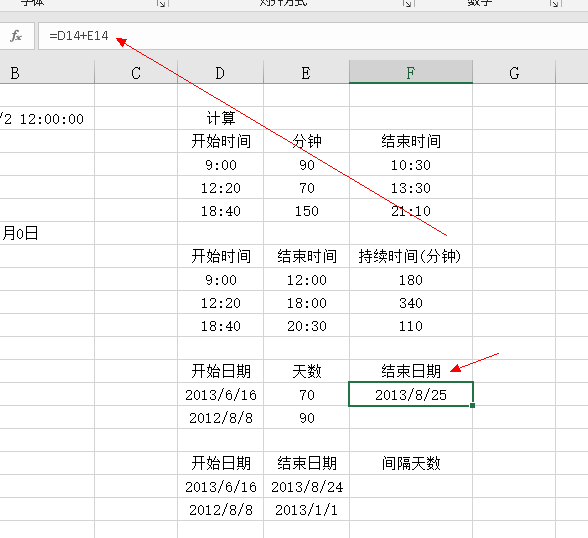 字体 对齐方式 数字
fx =D14+E14
B C D E F G
/2 12:00:00 计算
开始时间 分钟 结束时间
9:00 90 10:30
12:20 70 13:30
18:40 150 21:10
月0日
开始时间 结束时间 持续时间(分钟)
9:00 12:00 180
12:20 18:00 340
18:40 20:30 110
开始日期 天数 结束日期
2013/6/16 70 2013/8/25
2012/8/8 90
开始日期 结束日期 间隔天数
2013/6/16 2013/8/24
2012/8/8 2013/1/1